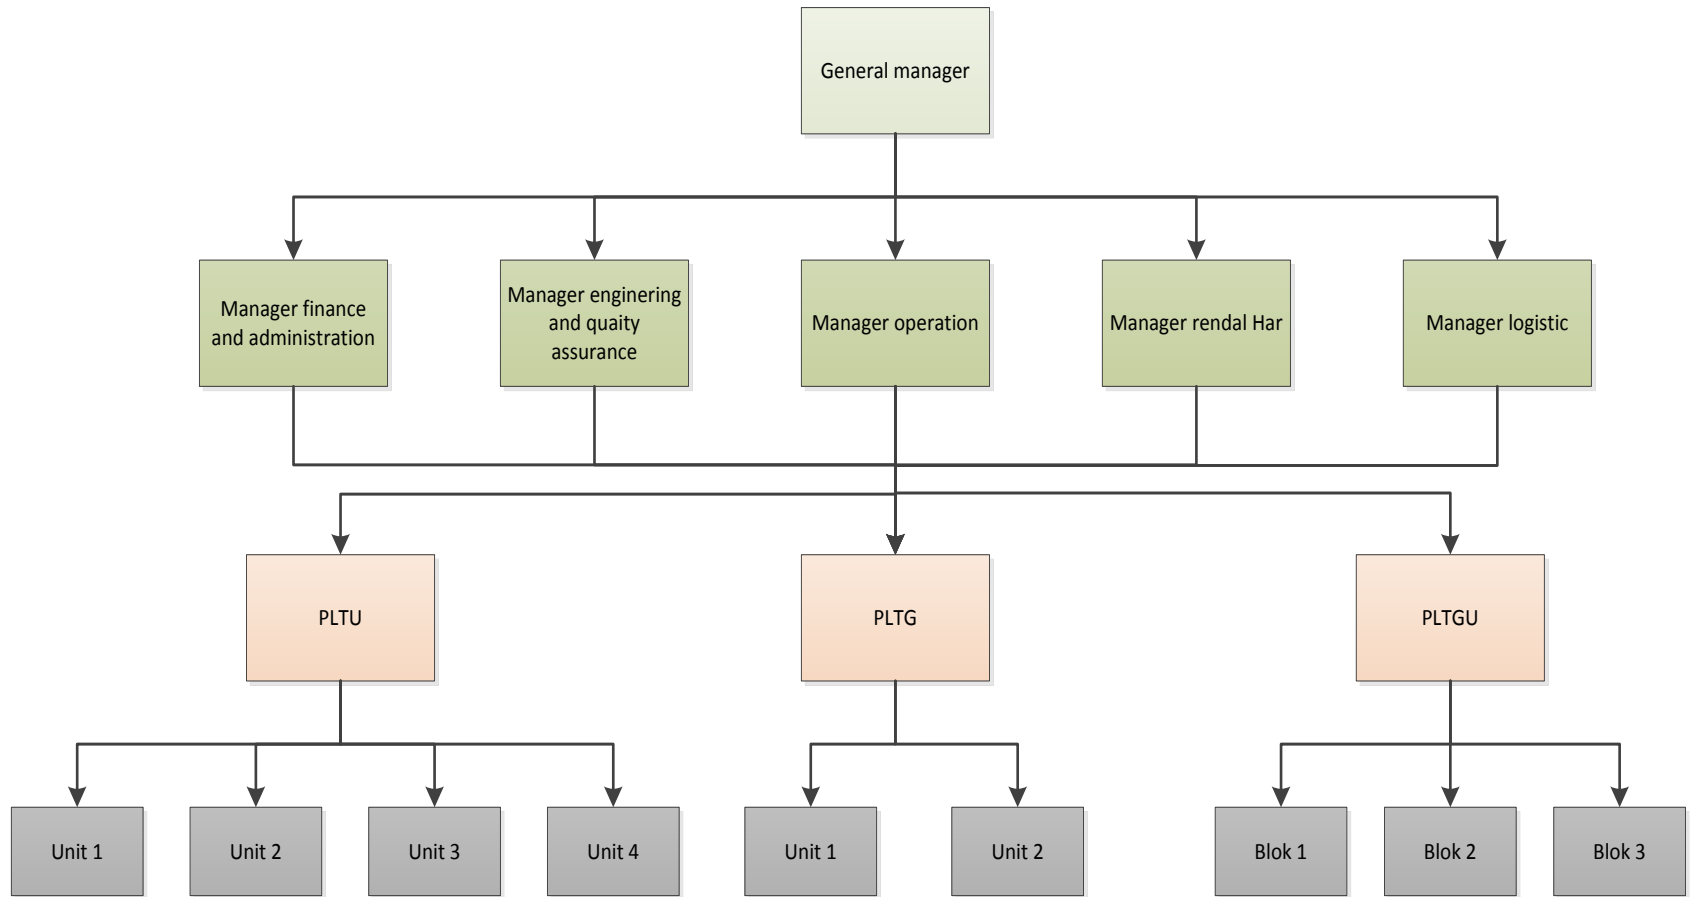 General manager
Manager finance
and administration
Manager enginering
and quaity
assurance
Manager operation
Manager rendal Har
Manager logistic
PLTU
PLTG
PLTGU
Unit 1
Unit 2
Unit 3
Unit 4
Unit 1
Unit 2
Blok 1
Blok 2
Blok 3